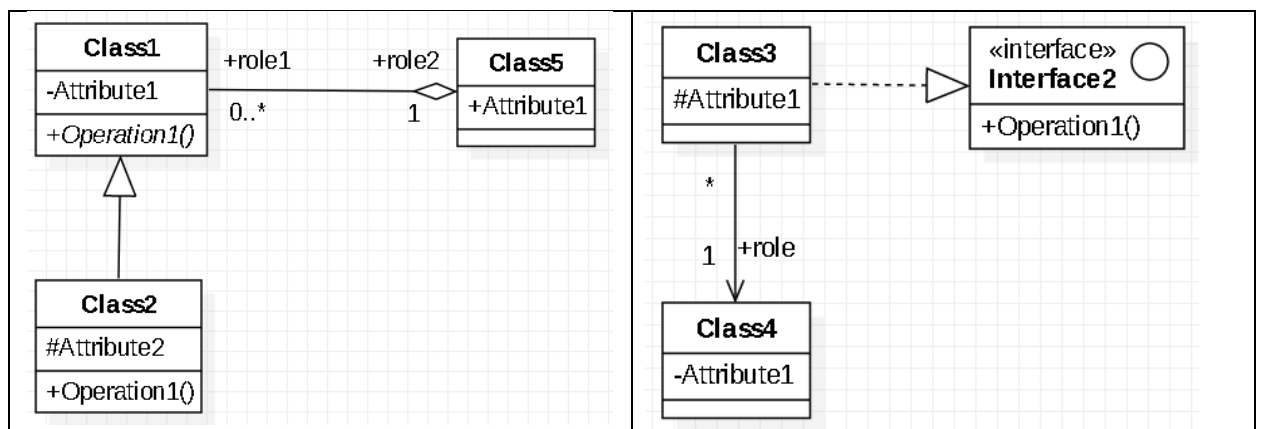 Class1
-Attribute1
+Operation1()
+role1
0..*
+role2
1
Class5
+Attribute1
Class2
#Attribute2
+Operation1()
Class3
#Attribute1
«interface»
Interface2
+Operation1()
*
1
+role
Class4
-Attribute1